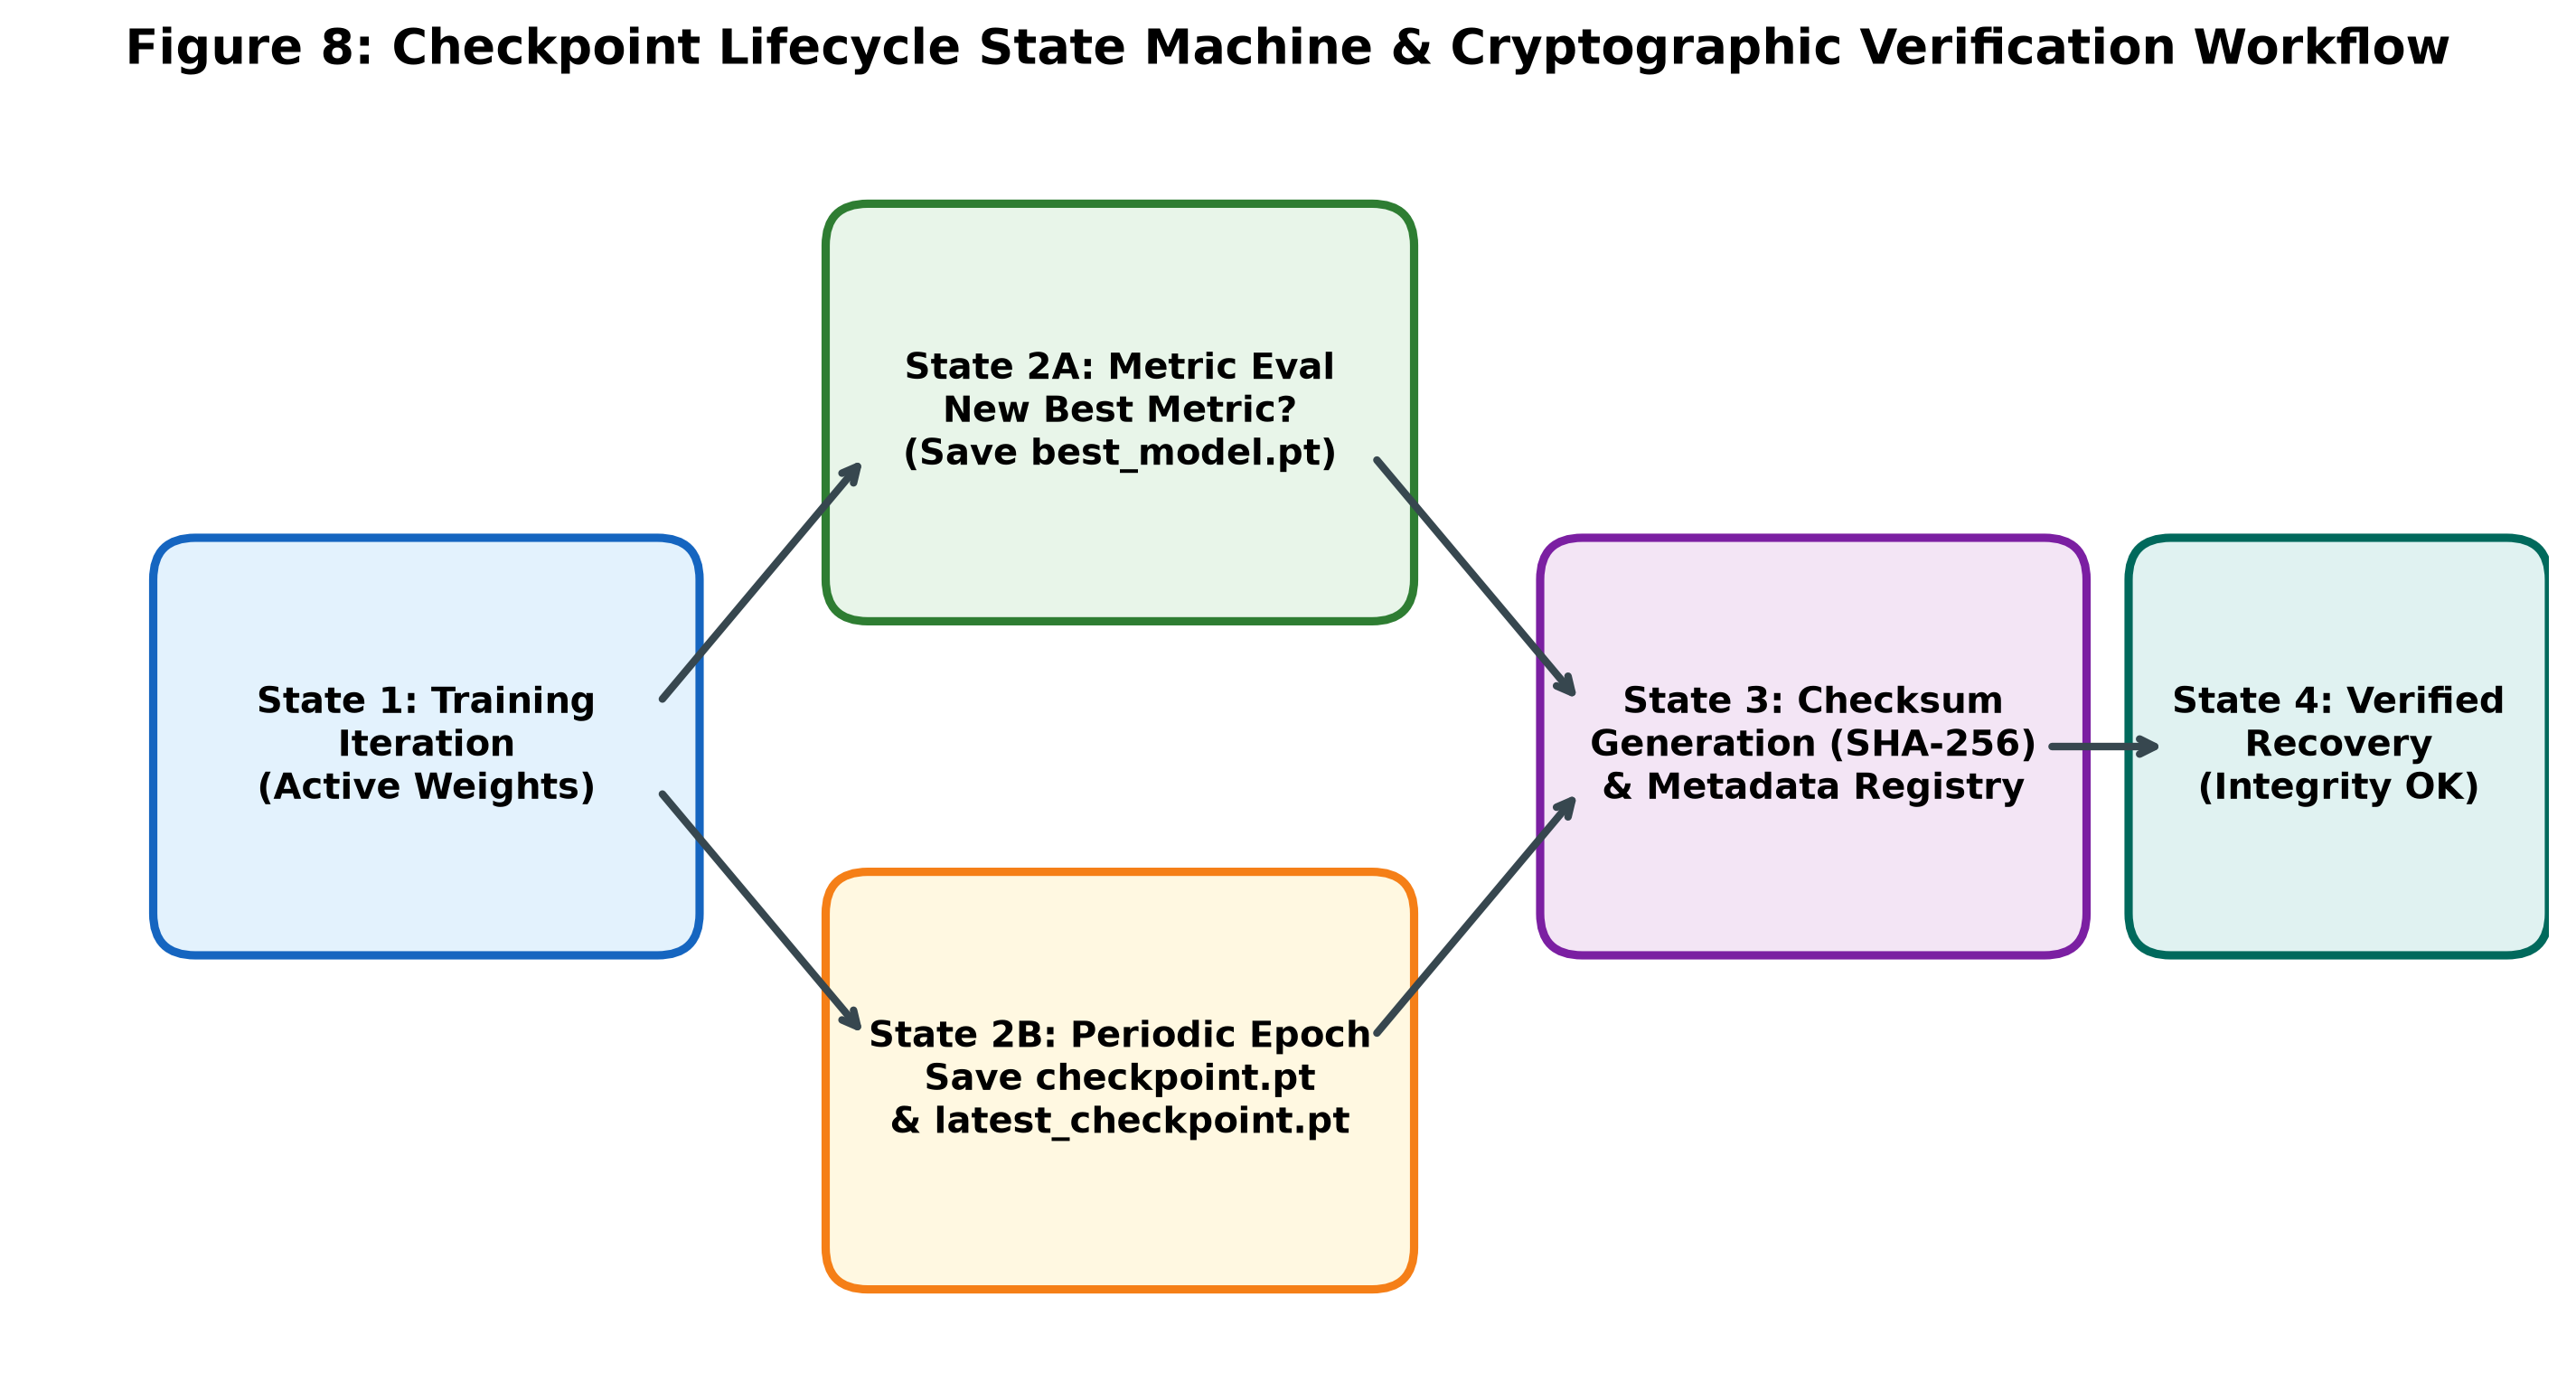 Figure 8: Checkpoint Lifecycle State Machine & Cryptographic Verification Workflow
State 1: Training
Iteration
(Active Weights)
State 2A: Metric Eval
New Best Metric?
(Save best_model.pt)
State 2B: Periodic Epoch
Save checkpoint.pt
& latest_checkpoint.pt
State 3: Checksum
Generation (SHA-256)
& Metadata Registry
State 4: Verified
Recovery
(Integrity OK)